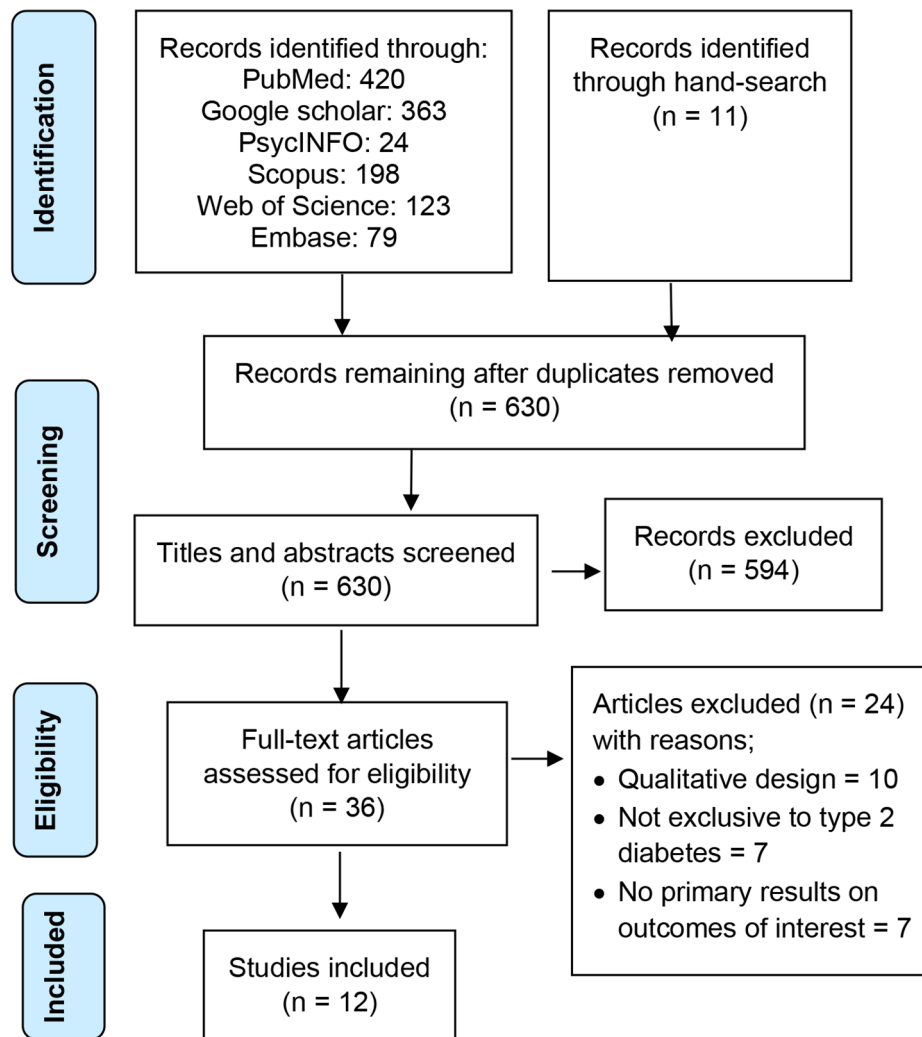 Identification
Records identified through:
PubMed: 420
Google scholar: 363
PsycINFO: 24
Scopus: 198
Web of Science: 123
Embase: 79
Records identified
through hand-search
(n = 11)
Screening
Records remaining after duplicates removed
(n = 630)
Titles and abstracts screened
(n = 630)
Records excluded
(n = 594)
Eligibility
Full-text articles
assessed for eligibility
(n = 36)
Articles excluded (n = 24)
with reasons;
• Qualitative design = 10
• Not exclusive to type 2
diabetes = 7
• No primary results on
outcomes of interest = 7
Included
Studies included
(n = 12)